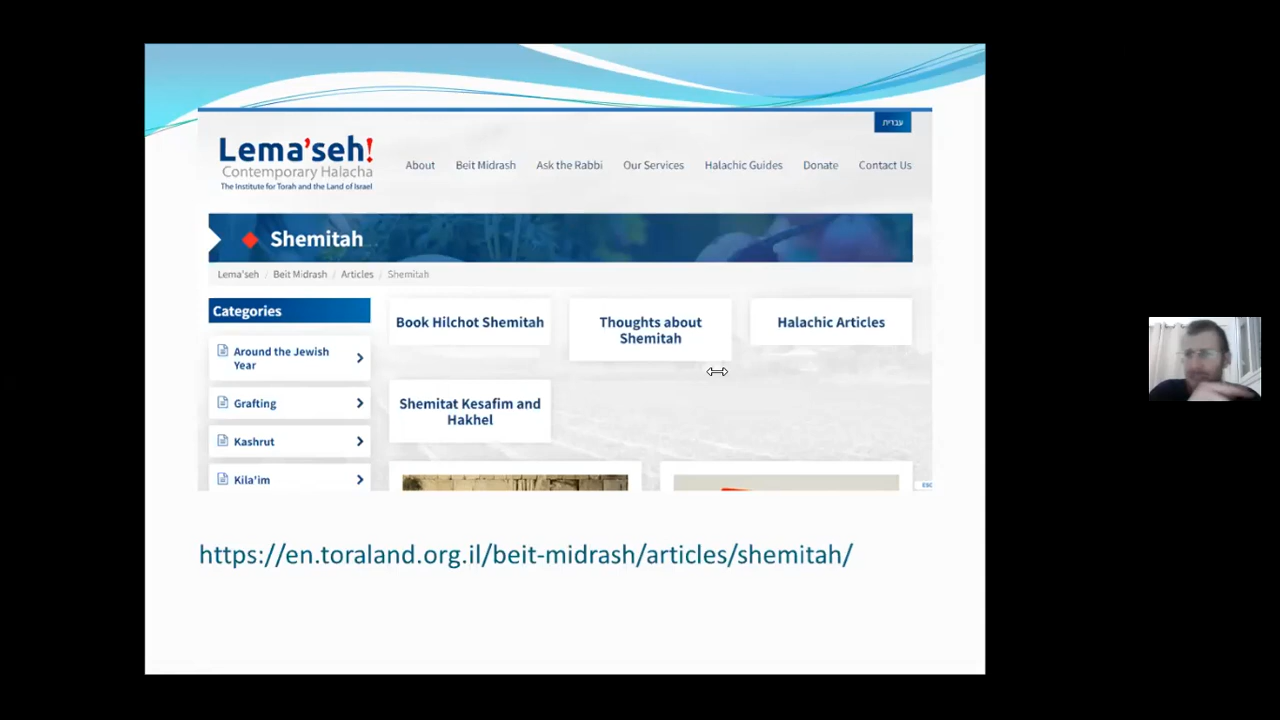 עברית
Lema'seh!
Contemporary Halacha
The Institute for Torah and the Land of Israel
About Beit Midrash Ask the Rabbi Our Services Halachic Guides Donate Contact Us
Shemitah
Lema'seh / Beit Midrash / Articles / Shemitah
Categories
Around the Jewish
Year
Grafting
Kashrut
Kila'im
Book Hilchot Shemitah
Thoughts about
Shemitah
Halachic Articles
Shemitat Kesafim and
Hakhel
ESC
https://en.toraland.org.il/beit-midrash/articles/shemitah/